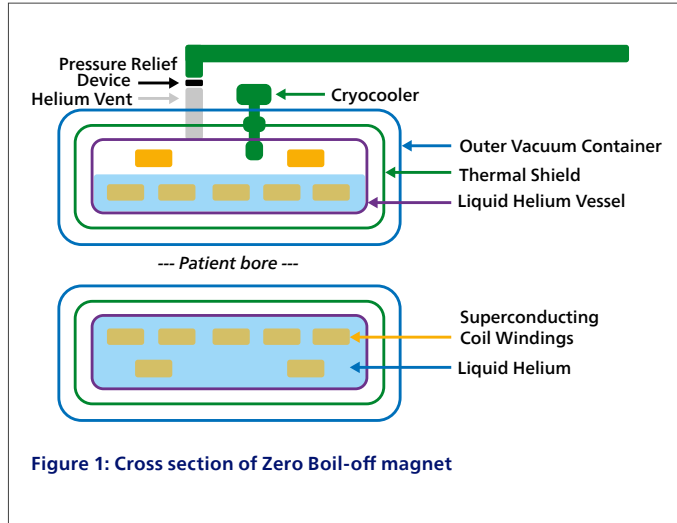 Pressure Relief
Device
Helium Vent
Cryocooler
Outer Vacuum Container
Thermal Shield
Liquid Helium Vessel
--- Patient bore ---
Superconducting
Coil Windings
Liquid Helium
Figure 1: Cross section of Zero Boil-off magnet